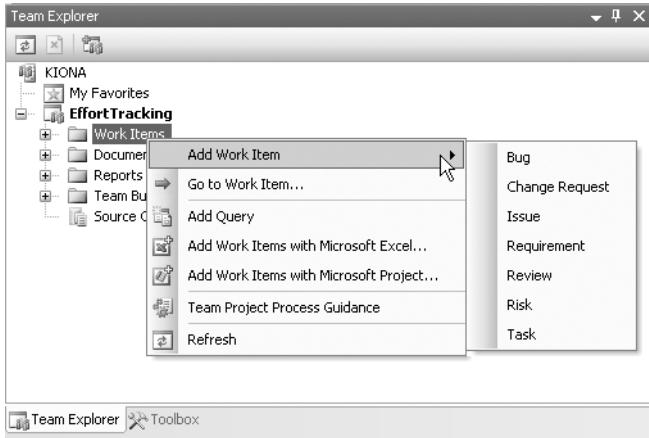 Team Explorer
KIONA
My Favorites
EffortTracking
Work Items
Documen
Reports
Team Bu
Source C
Add Work Item
Go to Work Item...
Add Query
Add Work Items with Microsoft Excel...
Add Work Items with Microsoft Project...
Team Project Process Guidance
Refresh
Bug
Change Request
Issue
Requirement
Review
Risk
Task
Team Explorer
Toolbox